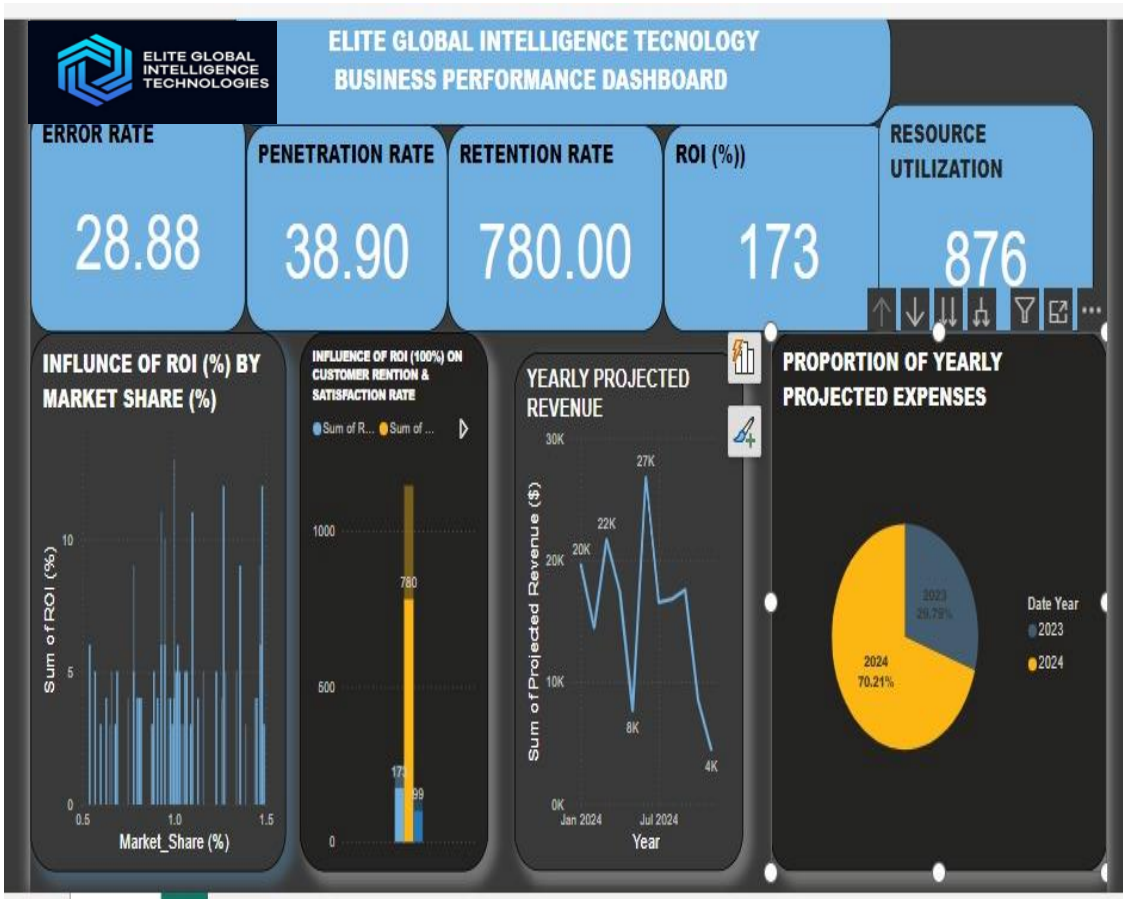 ELITE GLOBAL
INTELLIGENCE
TECHNOLOGIES
ELITE GLOBAL INTELLIGENCE TECNOLOGY
BUSINESS PERFORMANCE DASHBOARD
ERROR RATE
28.88
PENETRATION RATE
38.90
RETENTION RATE
780.00
ROI (%))
173
RESOURCE
UTILIZATION
876
INFLUNCE OF ROI (%) BY
MARKET SHARE (%)
Sum of ROI (%)
10
5
0
0.5
1.0
1.5
Market_Share (%)
INFLUENCE OF ROI (100%) ON
CUSTOMER RENTION &
SATISFACTION RATE
Sum of R... Sum of ...
1000
500
0
780
173
99
YEARLY PROJECTED
REVENUE
Sum of Projected Revenue ($)
30K
20K
10K
0K
20K
22K
8K
27K
4K
Jan 2024
Jul 2024
Year
PROPORTION OF YEARLY
PROJECTED EXPENSES
2023
29.79%
2024
70.21%
Date Year
2023
2024